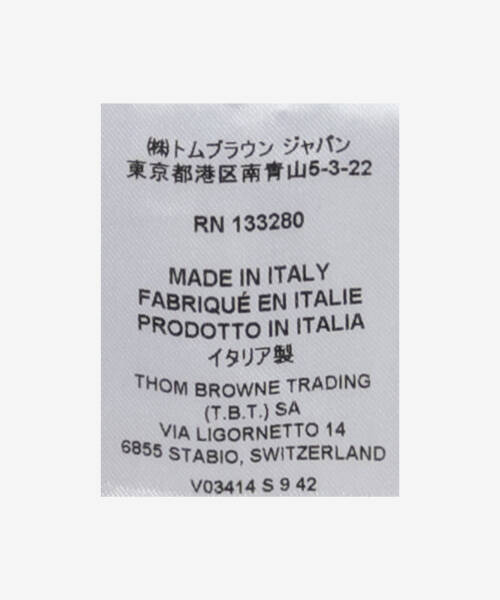 ㈱トムブラウン ジャパン
東京都港区南青山5-3-22
RN 133280
MADE IN ITALY
FABRIQUÉ EN ITALIE
PRODOTTO IN ITALIA
イタリア製
THOM BROWNE TRADING
(T.B.T.) SA
VIA LIGORNETTO 14
6855 STABIO, SWITZERLAND
V03414 S 9 42